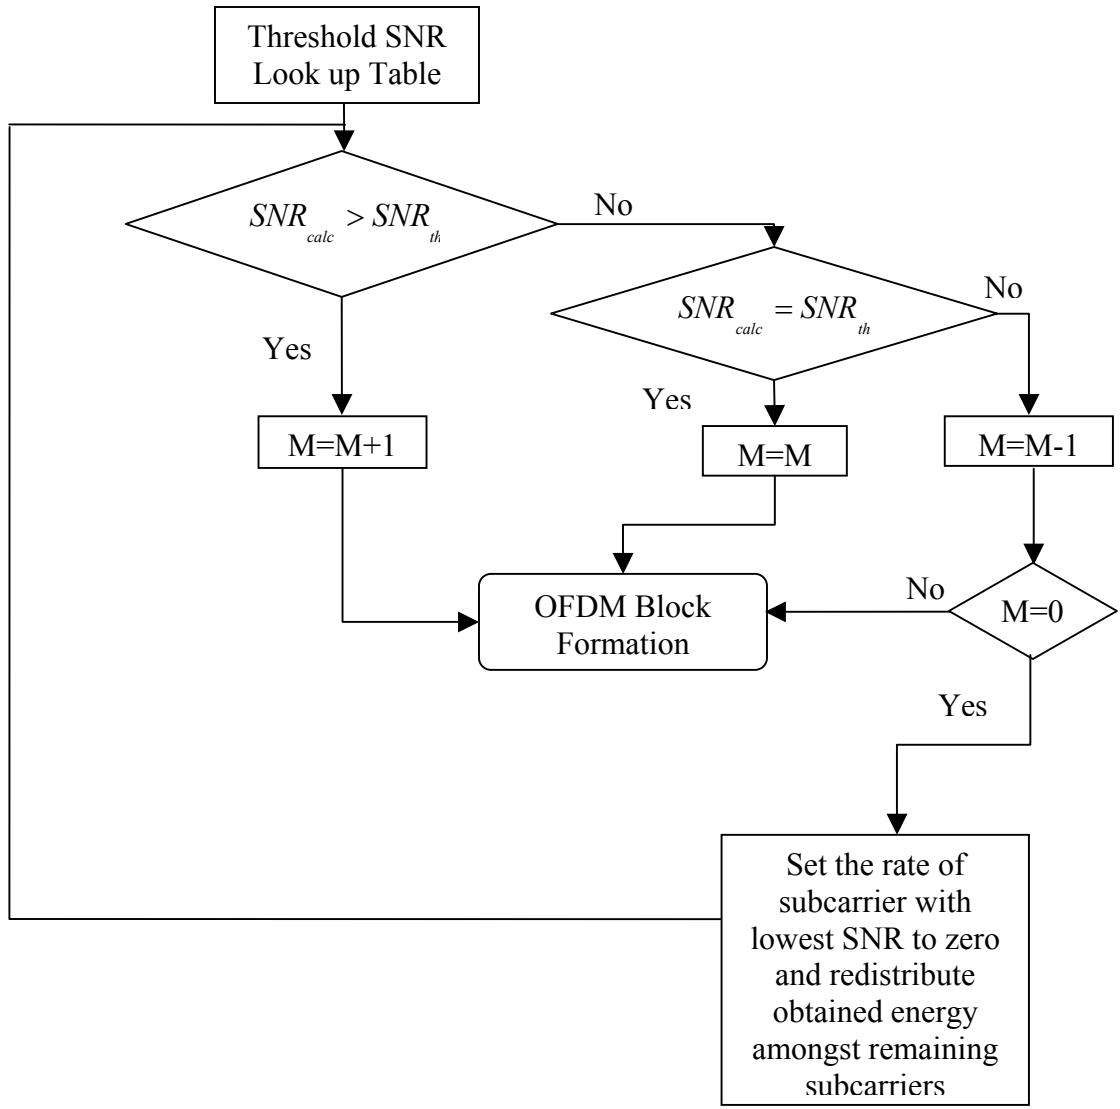 Threshold SNR
Look up Table
SNR_calc > SNR_th
No
SNR_calc = SNR_th
No
Yes
Yes
M=M+1
M=M
M=M-1
OFDM Block
Formation
No
M=0
Yes
Set the rate of
subcarrier with
lowest SNR to zero
and redistribute
obtained energy
amongst remaining
subcarriers